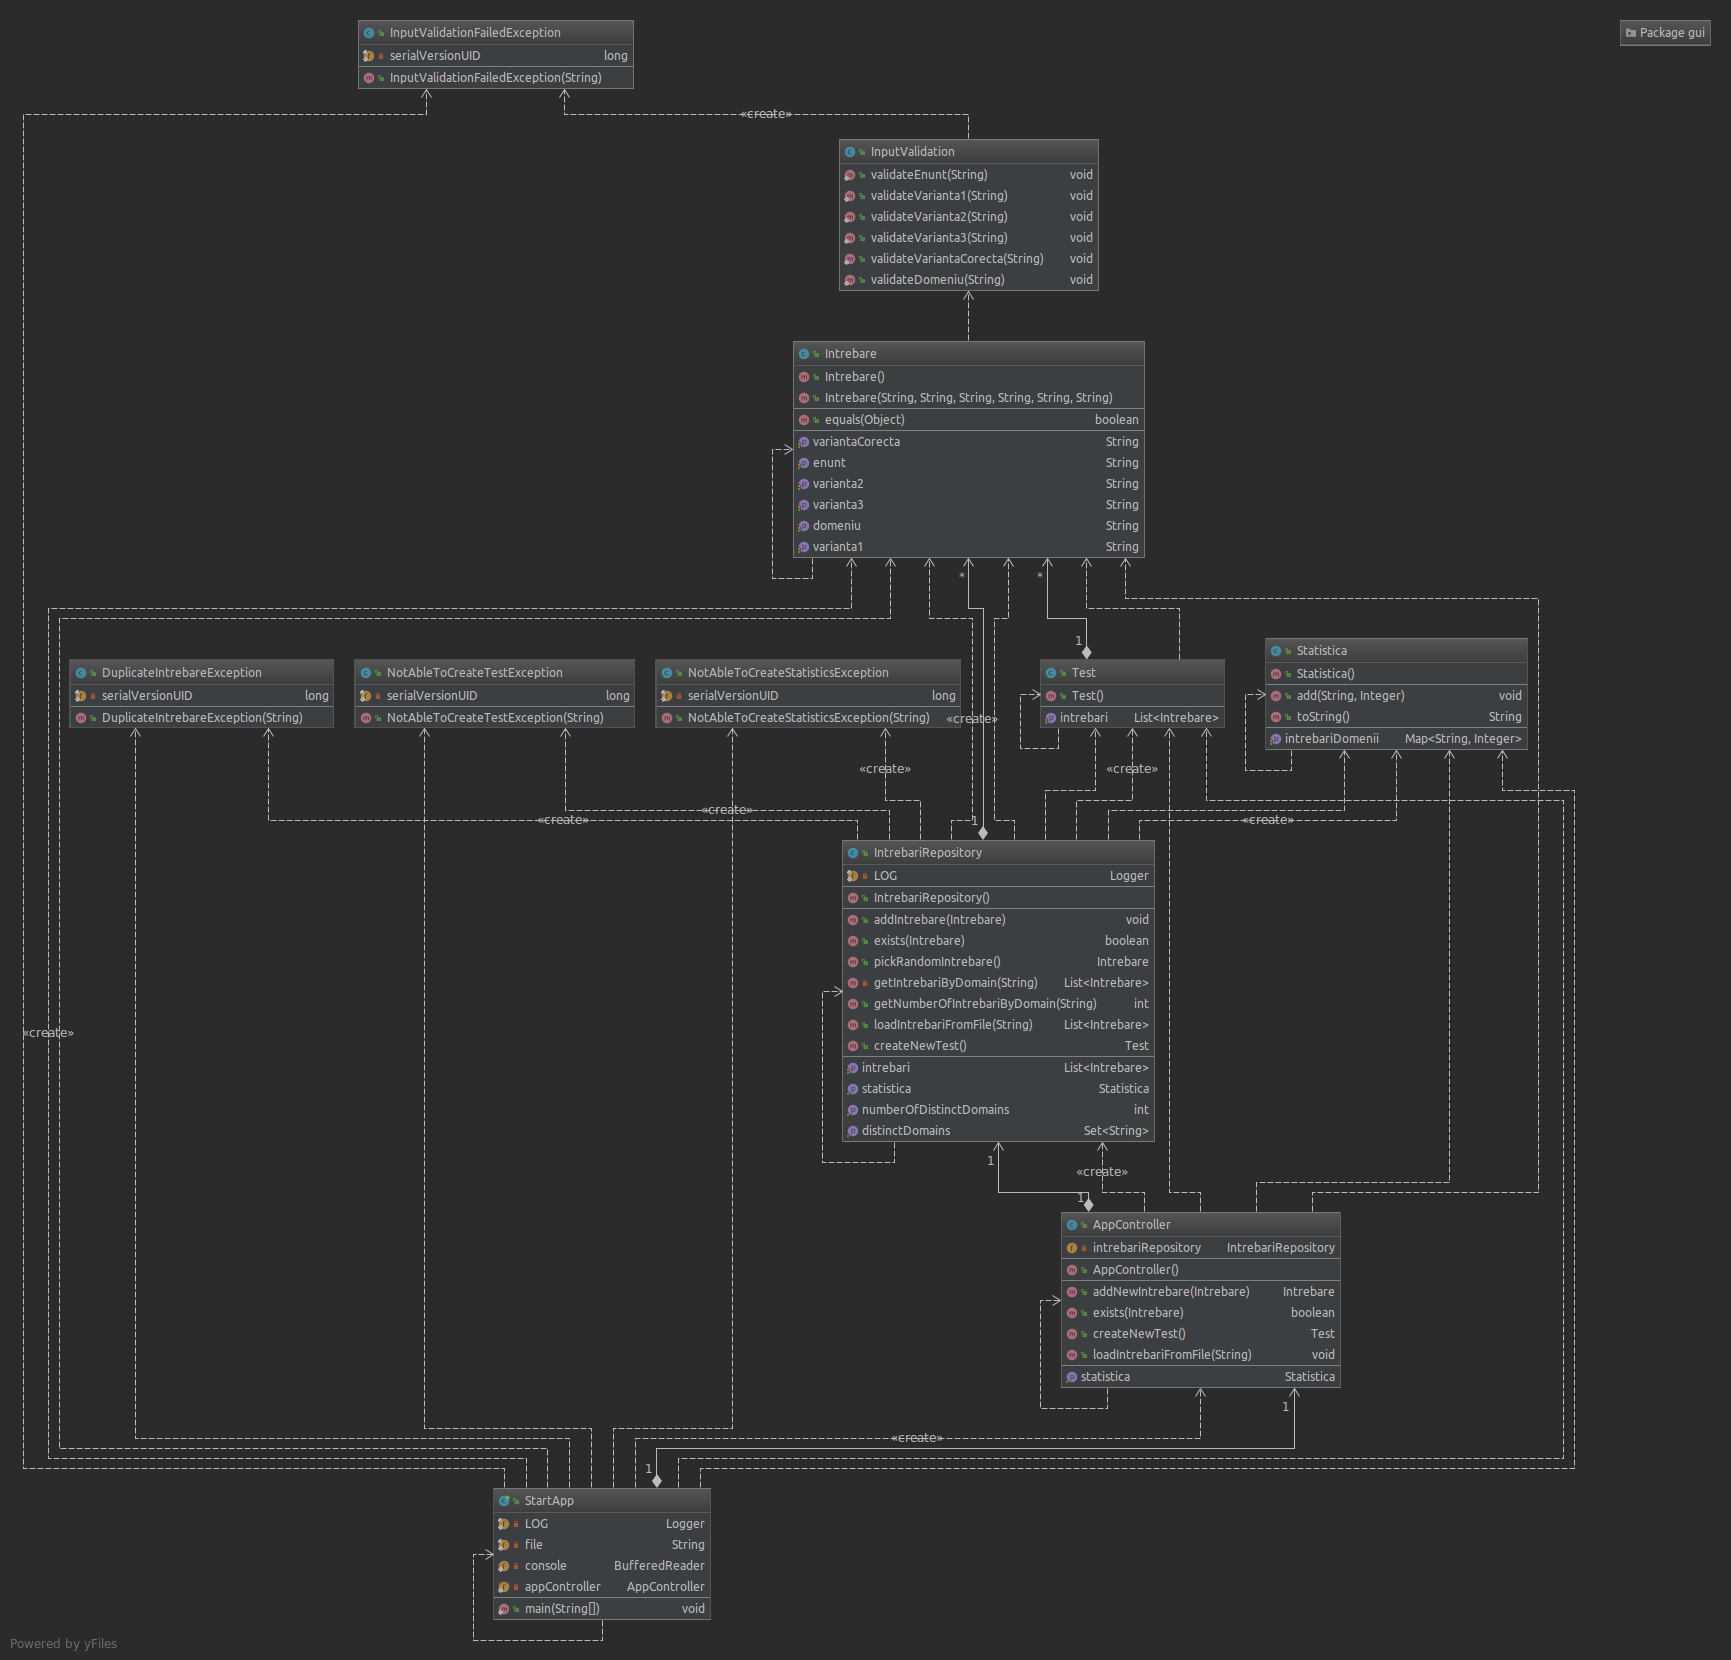 InputValidationFailedException
serialVersionUID long
InputValidationFailedException(String)
Package gui
«create»
InputValidation
validateEnunt(String) void
validateVarianta1(String) void
validateVarianta2(String) void
validateVarianta3(String) void
validateVariantaCorecta(String) void
validateDomeniu(String) void
Intrebare
Intrebare()
Intrebare(String, String, String, String, String, String)
equals(Object) boolean
variantaCorecta String
enunt String
varianta2 String
varianta3 String
domeniu String
varianta1 String
* *
1
DuplicateIntrebareException
serialVersionUID long
DuplicateIntrebareException(String)
NotAbleToCreateTestException
serialVersionUID long
NotAbleToCreateTestException(String)
NotAbleToCreateStatisticsException
serialVersionUID long
NotAbleToCreateStatisticsException(String)
«create»
Test
Test()
intrebari List<Intrebare>
Statistica
Statistica()
add(String, Integer) void
toString() String
intrebariDomenii Map<String, Integer>
«create» «create»
«create»
«create» 1 «create»
IntrebariRepository
LOG Logger
IntrebariRepository()
addIntrebare(Intrebare) void
exists(Intrebare) boolean
pickRandomIntrebare() Intrebare
getIntrebariByDomain(String) List<Intrebare>
getNumberOfIntrebariByDomain(String) int
loadIntrebariFromFile(String) List<Intrebare>
createNewTest() Test
intrebari List<Intrebare>
statistica Statistica
numberOfDistinctDomains int
distinctDomains Set<String>
«create»
1
«create»
1
AppController
intrebariRepository IntrebariRepository
AppController()
addNewIntrebare(Intrebare) Intrebare
exists(Intrebare) boolean
createNewTest() Test
loadIntrebariFromFile(String) void
statistica Statistica
1
«create»
1
StartApp
LOG Logger
file String
console BufferedReader
appController AppController
main(String[]) void
Powered by yFiles